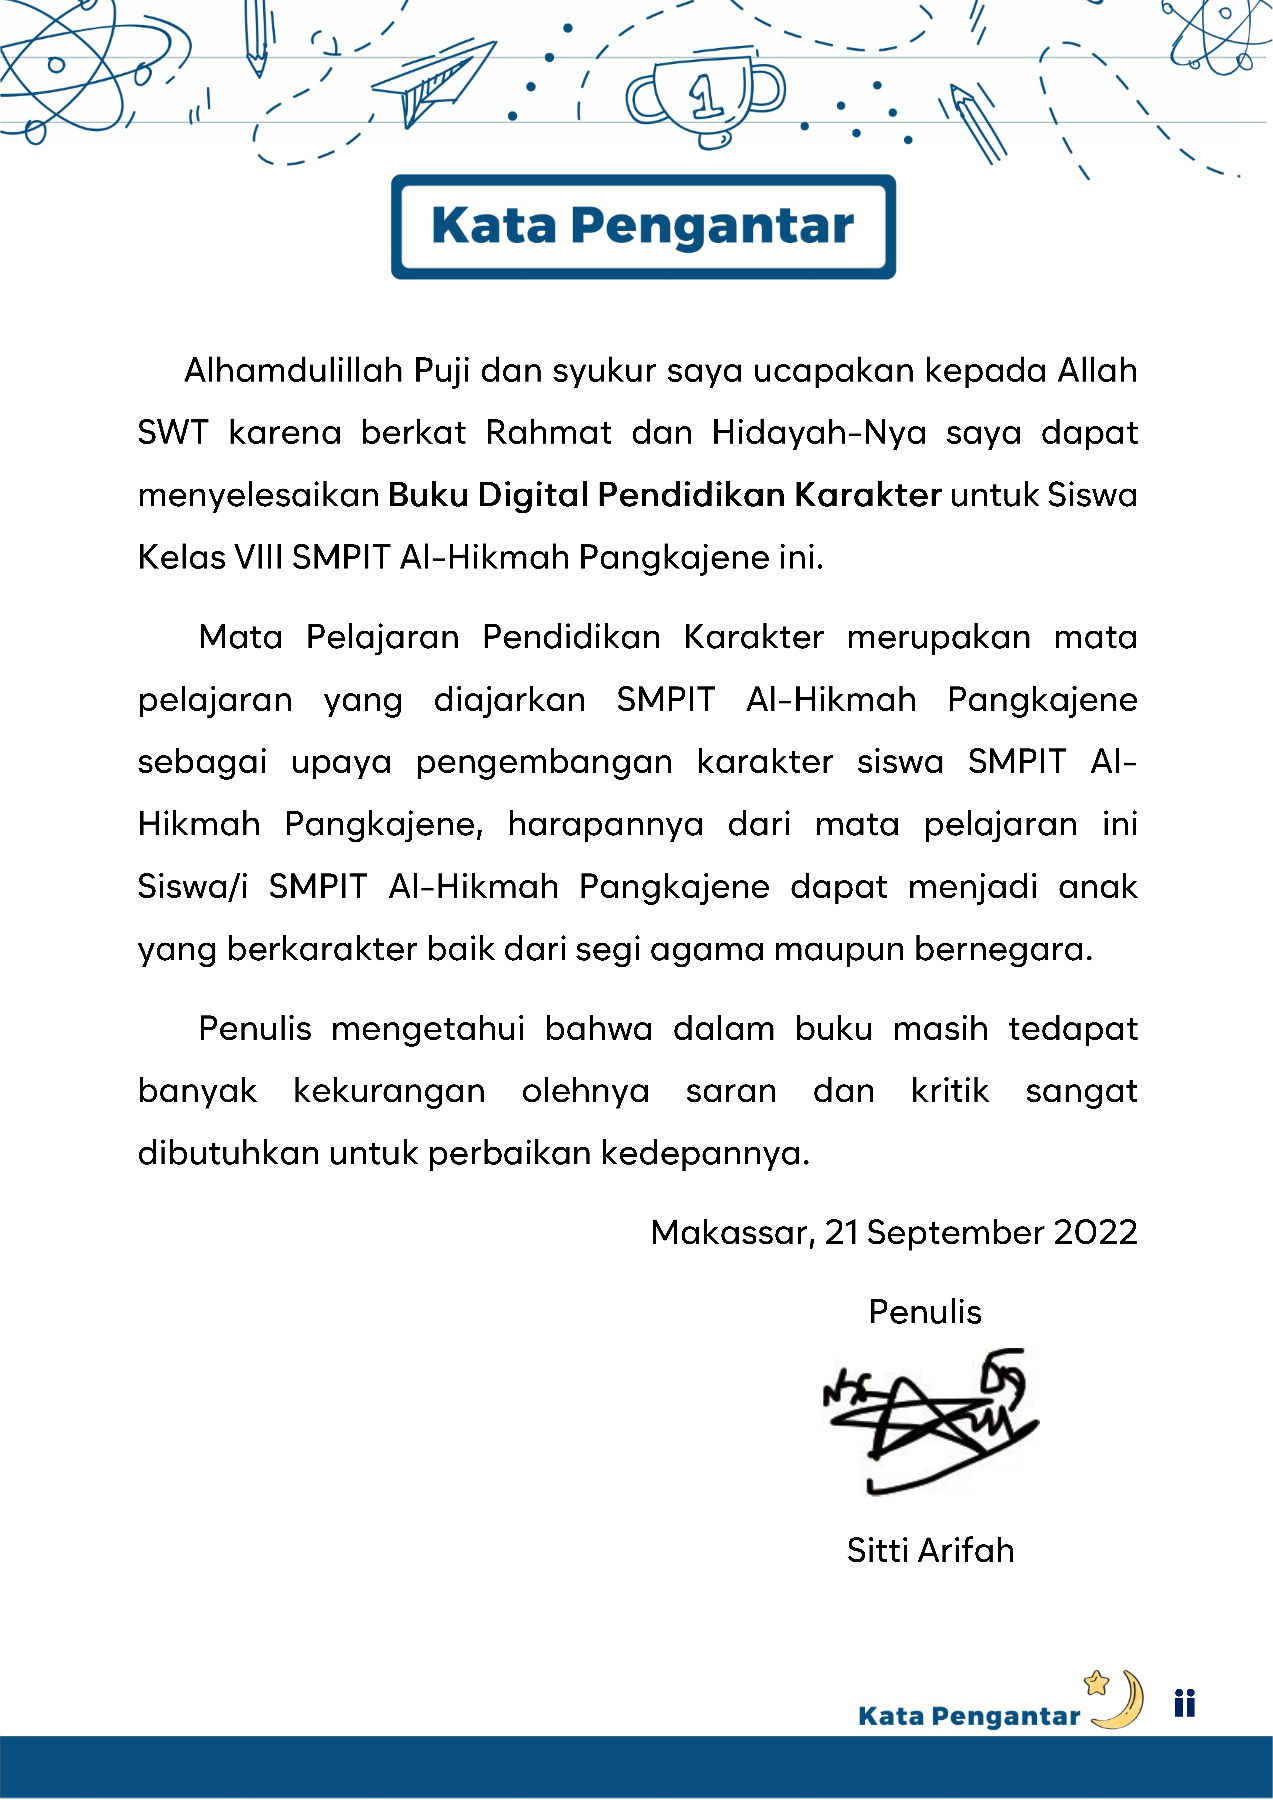 1
Kata Pengantar
Alhamdulillah Puji dan syukur saya ucapakan kepada Allah
SWT karena berkat Rahmat dan Hidayah-Nya saya dapat
menyelesaikan Buku Digital Pendidikan Karakter untuk Siswa
Kelas VIII SMPIT Al-Hikmah Pangkajene ini.
Mata Pelajaran Pendidikan Karakter merupakan mata
pelajaran yang diajarkan SMPIT Al-Hikmah Pangkajene
sebagai upaya pengembangan karakter siswa SMPIT Al-
Hikmah Pangkajene, harapannya dari mata pelajaran ini
Siswa/i SMPIT Al-Hikmah Pangkajene dapat menjadi anak
yang berkarakter baik dari segi agama maupun bernegara.
Penulis mengetahui bahwa dalam buku masih tedapat
banyak kekurangan olehnya saran dan kritik sangat
dibutuhkan untuk perbaikan kedepannya.
Makassar, 21 September 2022
Penulis
Sitti Arifah
Kata Pengantar ii